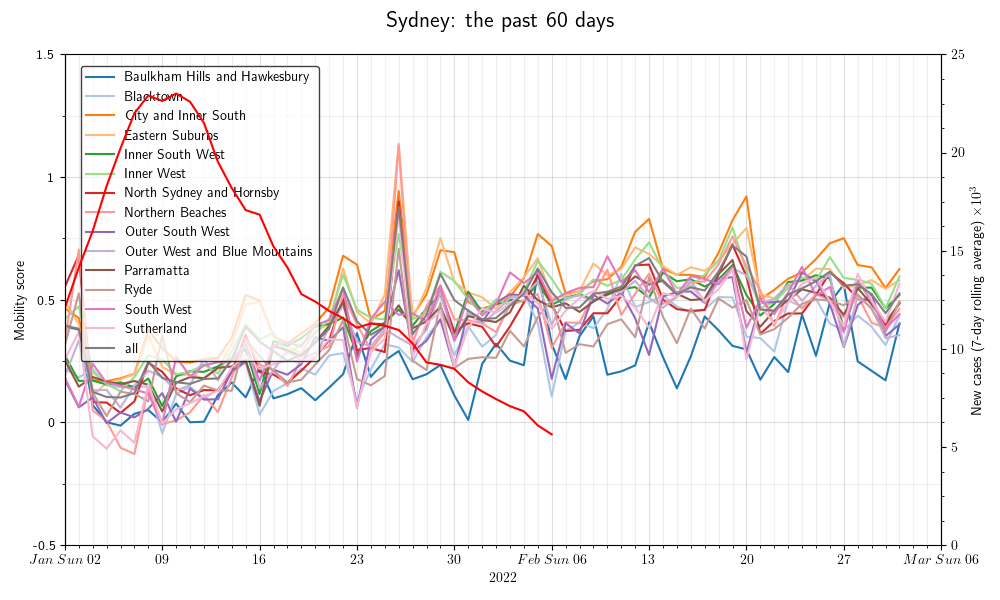 Sydney: the past 60 days
Mobility score
1.5
1
0.5
0
-0.5
Baulkham Hills and Hawkesbury
Blacktown
City and Inner South
Eastern Suburbs
Inner South West
Inner West
North Sydney and Hornsby
Northern Beaches
Outer South West
Outer West and Blue Mountains
Parramatta
Ryde
South West
Sutherland
all
25
20
15
10
5
0
New cases (7-day rolling average) ×10³
Jan Sun 02 09 16 23 30 Feb Sun 06 13 20 27 Mar Sun 06
2022